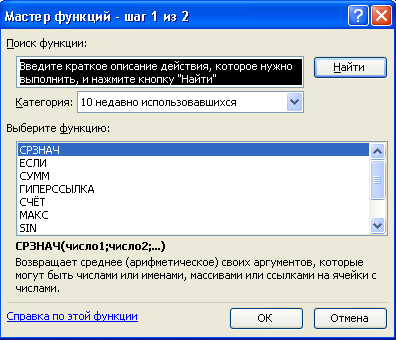 Мастер функций - шаг 1 из 2
Поиск функции:
Введите краткое описание действия, которое нужно
выполнить, и нажмите кнопку "Найти"
Найти
Категория: 10 недавно использовавшихся
Выберите функцию:
СРЗНАЧ
ЕСЛИ
СУММ
ГИПЕРССЫЛКА
СЧЁТ
МАКС
SIN
СРЗНАЧ(число1;число2;...)
Возвращает среднее (арифметическое) своих аргументов, которые
могут быть числами или именами, массивами или ссылками на ячейки с
числами.
Справка по этой функции
ОК
Отмена